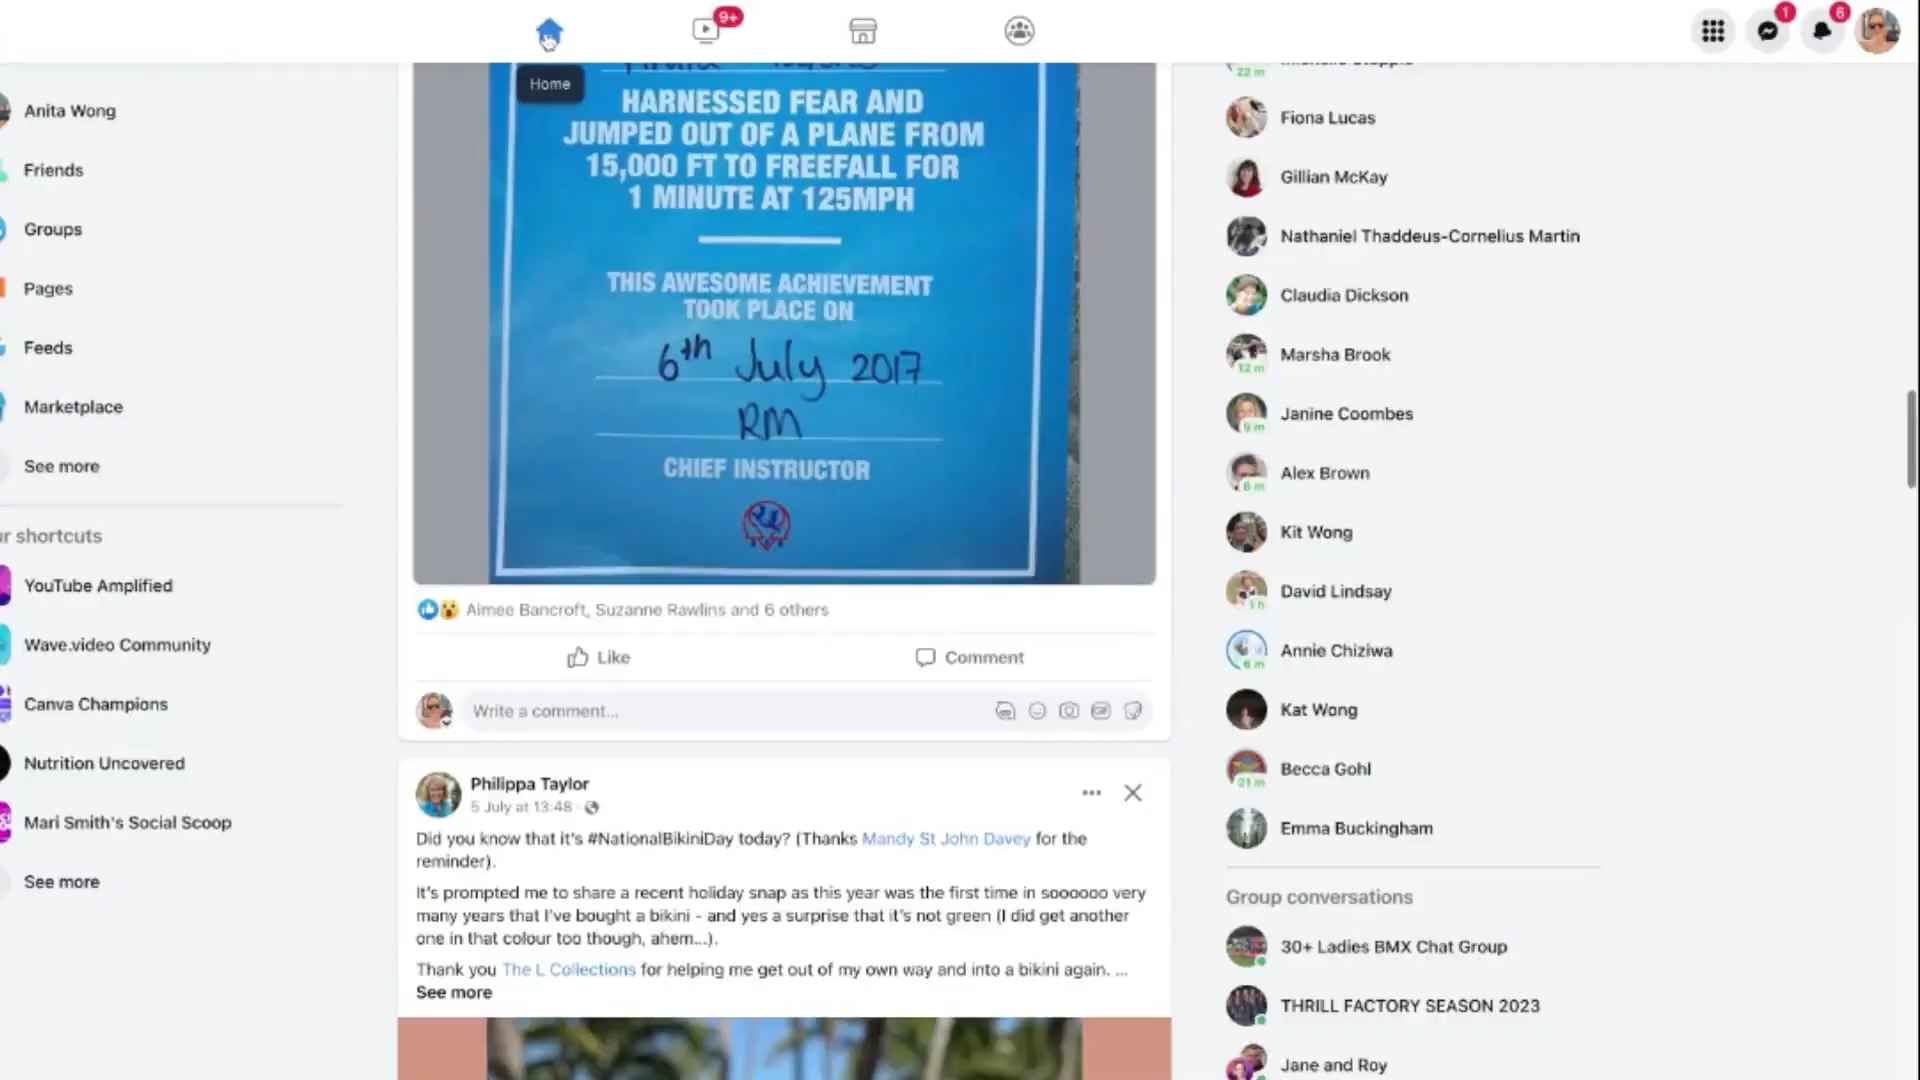 9+
1
6
Home
HARNESSED FEAR AND
JUMPED OUT OF A PLANE FROM
15,000 FT TO FREEFALL FOR
1 MINUTE AT 125MPH
THIS AWESOME ACHIEVEMENT
TOOK PLACE ON
6th July 2017
RM
CHIEF INSTRUCTOR
Aimee Bancroft, Suzanne Rawlins and 6 others
Like
Comment
Write a comment...
Philippa Taylor
5 July at 13:48 ·
Did you know that it's #NationalBikiniDay today? (Thanks Mandy St John Davey for the
reminder).
It's prompted me to share a recent holiday snap as this year was the first time in soooooo very
many years that I've bought a bikini - and yes a surprise that it's not green (I did get another
one in that colour too though, ahem...).
Thank you The L Collections for helping me get out of my own way and into a bikini again. ...
See more
Anita Wong
Friends
Groups
Pages
Feeds
Marketplace
See more
r shortcuts
YouTube Amplified
Wave.video Community
Canva Champions
Nutrition Uncovered
Mari Smith's Social Scoop
See more
22 m
Fiona Lucas
Gillian McKay
Nathaniel Thaddeus-Cornelius Martin
Claudia Dickson
Marsha Brook
12 m
Janine Coombes
9 m
Alex Brown
8 m
Kit Wong
David Lindsay
1 h
Annie Chiziwa
6 m
Kat Wong
Becca Gohl
51 m
Emma Buckingham
Group conversations
30+ Ladies BMX Chat Group
THRILL FACTORY SEASON 2023
Jane and Roy